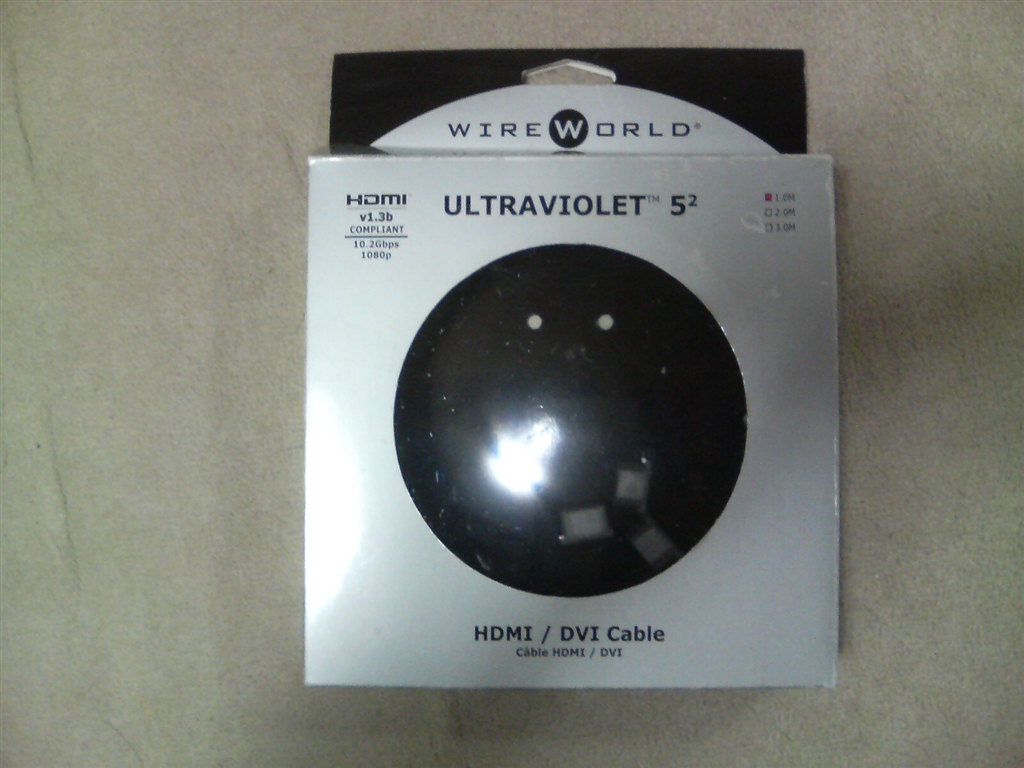 WIREWORLD®
HDMI™
v1.3b
COMPLIANT
10.2Gbps
1080p
ULTRAVIOLET™ 5²
1.0M
2.0M
3.0M
HDMI / DVI Cable
Câble HDMI / DVI